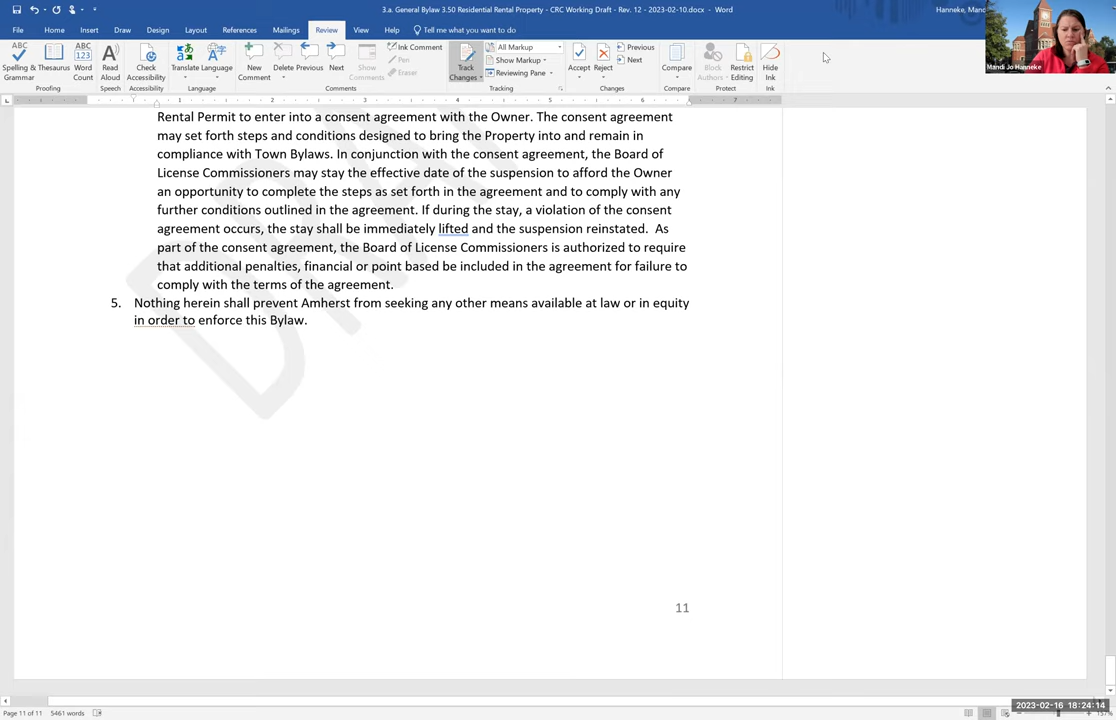 3.a. General Bylaw 3.50 Residential Rental Property - CRC Working Draft - Rev. 12 - 2023-02-10.docx - Word
Hanneke, Mand
File Home Insert Draw Design Layout References Mailings Review View Help Tell me what you want to do
Spelling & Grammar
Thesaurus
Word Count
Read Aloud
Check Accessibility
Translate
Language
New Comment
Delete
Previous
Next
Show Comments
Ink Comment
Pen
Eraser
Track Changes
All Markup
Show Markup
Reviewing Pane
Accept
Reject
Previous
Next
Compare
Block Authors
Restrict Editing
Hide Ink
Proofing
Speech
Accessibility
Language
Comments
Tracking
Changes
Compare
Protect
Ink
Mandi Jo Hanneke
1 2 3 4 5 6 7
Rental Permit to enter into a consent agreement with the Owner. The consent agreement
may set forth steps and conditions designed to bring the Property into and remain in
compliance with Town Bylaws. In conjunction with the consent agreement, the Board of
License Commissioners may stay the effective date of the suspension to afford the Owner
an opportunity to complete the steps as set forth in the agreement and to comply with any
further conditions outlined in the agreement. If during the stay, a violation of the consent
agreement occurs, the stay shall be immediately lifted and the suspension reinstated. As
part of the consent agreement, the Board of License Commissioners is authorized to require
that additional penalties, financial or point based be included in the agreement for failure to
comply with the terms of the agreement.
5. Nothing herein shall prevent Amherst from seeking any other means available at law or in equity
in order to enforce this Bylaw.
DRA
11
Page 11 of 11 5461 words
2023-02-16 18:24:14